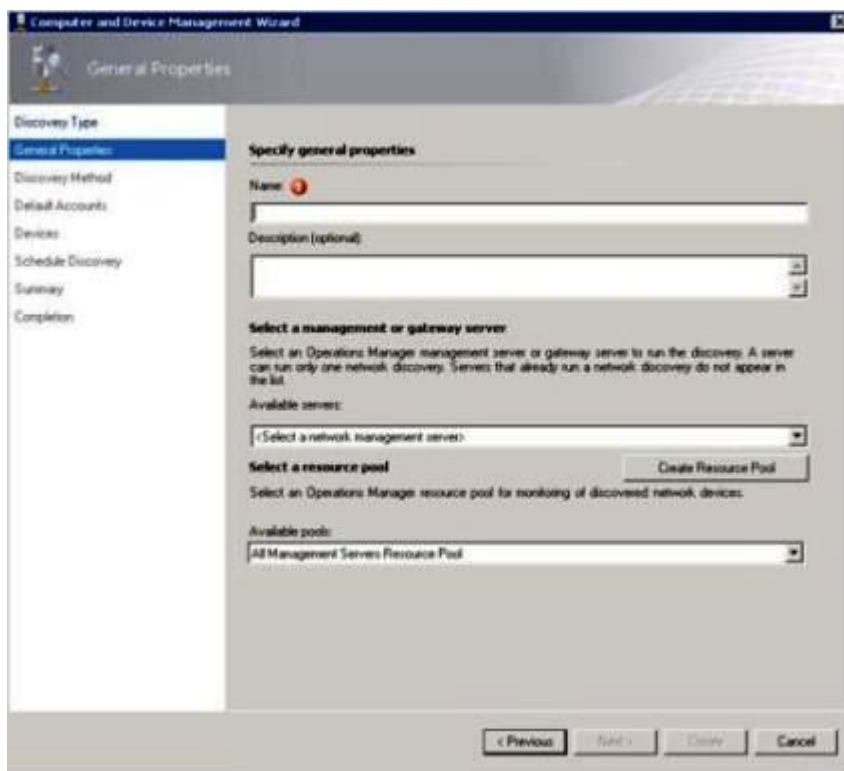 Computer and Device Management Wizard
General Properties
Discovery Type
General Properties
Discovery Method
Default Accounts
Devices
Schedule Discovery
Summary
Completion
Specify general properties
Name:
Description (optional):
Select a management or gateway server
Select an Operations Manager management server or gateway server to run the discovery. A server
can run only one network discovery. Servers that already run a network discovery do not appear in
the list.
Available servers:
<Select a network management server>
Select a resource pool
Create Resource Pool
Select an Operations Manager resource pool for monitoring of discovered network devices.
Available pools:
All Management Servers Resource Pool
< Previous
Next >
Create
Cancel